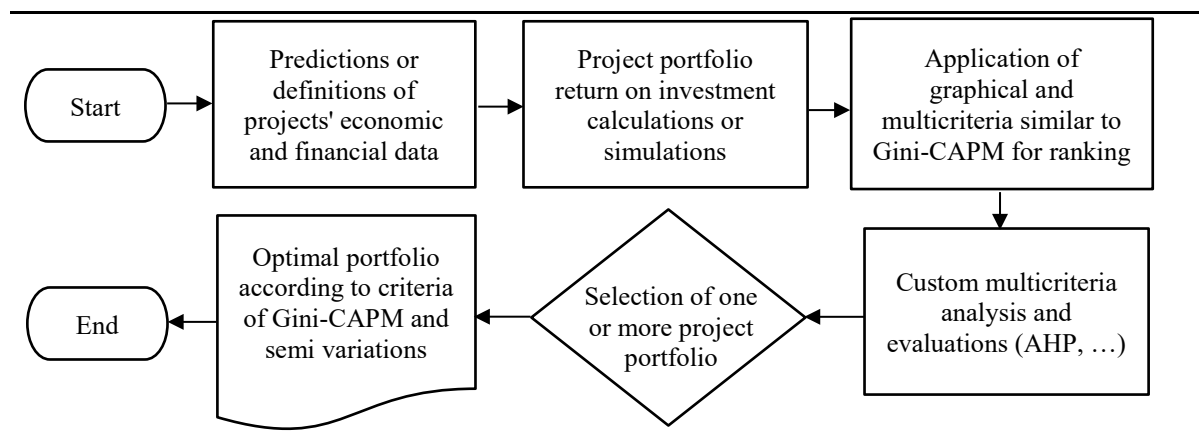 Start
Predictions or
definitions of
projects' economic
and financial data
Project portfolio
return on investment
calculations or
simulations
Application of
graphical and
multicriteria similar to
Gini-CAPM for ranking
Custom multicriteria
analysis and
evaluations (AHP, …)
Selection of one
or more project
portfolio
Optimal portfolio
according to criteria
of Gini-CAPM and
semi variations
End